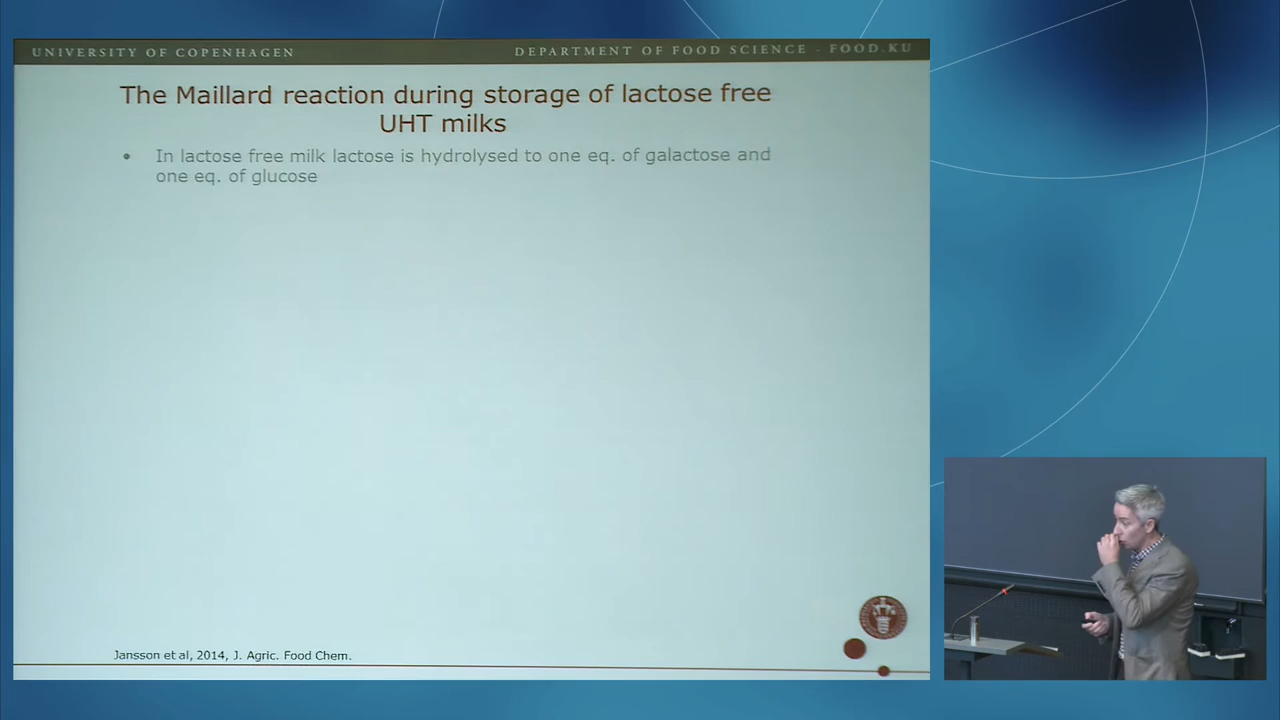 UNIVERSITY OF COPENHAGEN
DEPARTMENT OF FOOD SCIENCE - FOOD.KU
The Maillard reaction during storage of lactose free
UHT milks
• In lactose free milk lactose is hydrolysed to one eq. of galactose and
one eq. of glucose
Jansson et al, 2014, J. Agric. Food Chem.